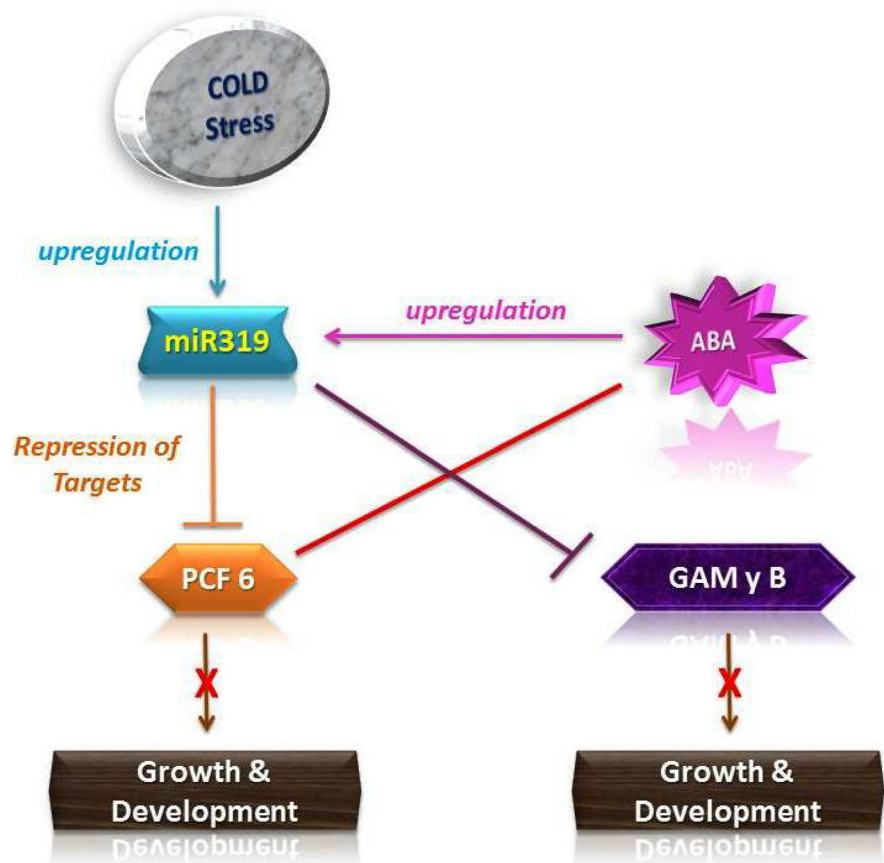 COLD
Stress
upregulation
upregulation
miR319
ABA
Repression of
Targets
PCF 6
GAM y B
X
X
Growth &
Development
Growth &
Development